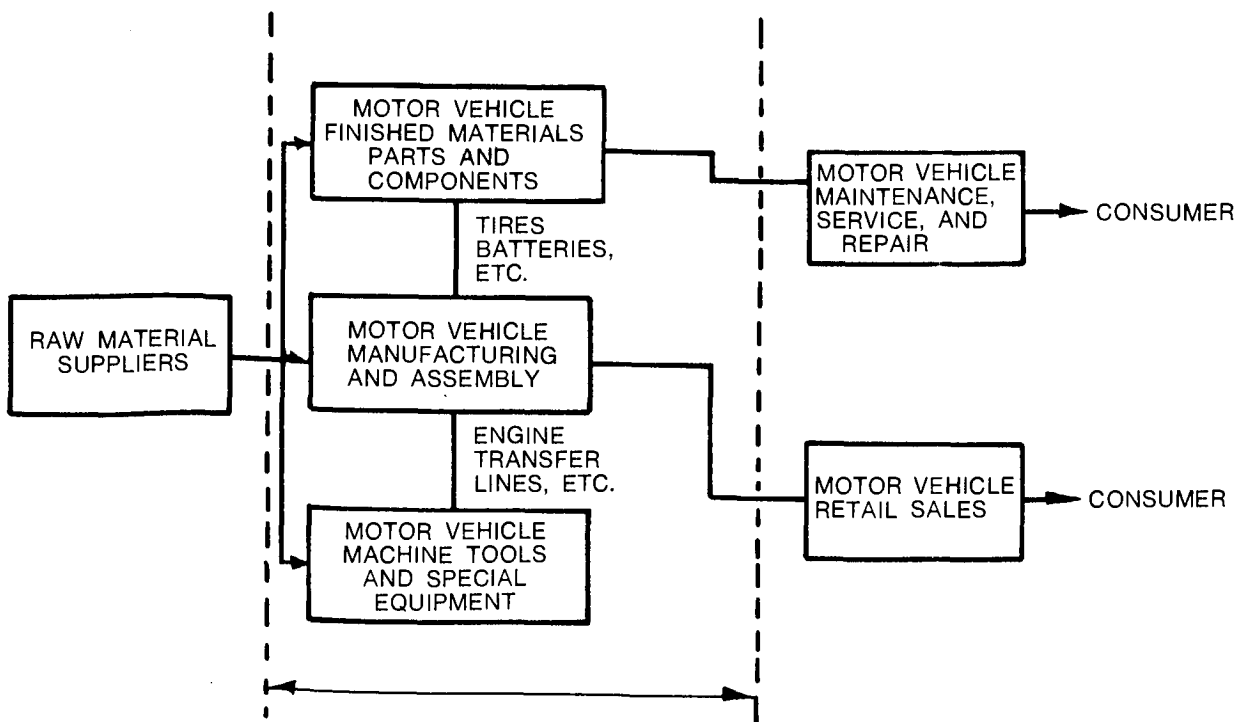 MOTOR VEHICLE
FINISHED MATERIALS
PARTS AND
COMPONENTS
TIRES
BATTERIES,
ETC.
RAW MATERIAL
SUPPLIERS
MOTOR VEHICLE
MANUFACTURING
AND ASSEMBLY
ENGINE
TRANSFER
LINES, ETC.
MOTOR VEHICLE
MACHINE TOOLS
AND SPECIAL
EQUIPMENT
MOTOR VEHICLE
MAINTENANCE,
SERVICE, AND
REPAIR
CONSUMER
MOTOR VEHICLE
RETAIL SALES
CONSUMER